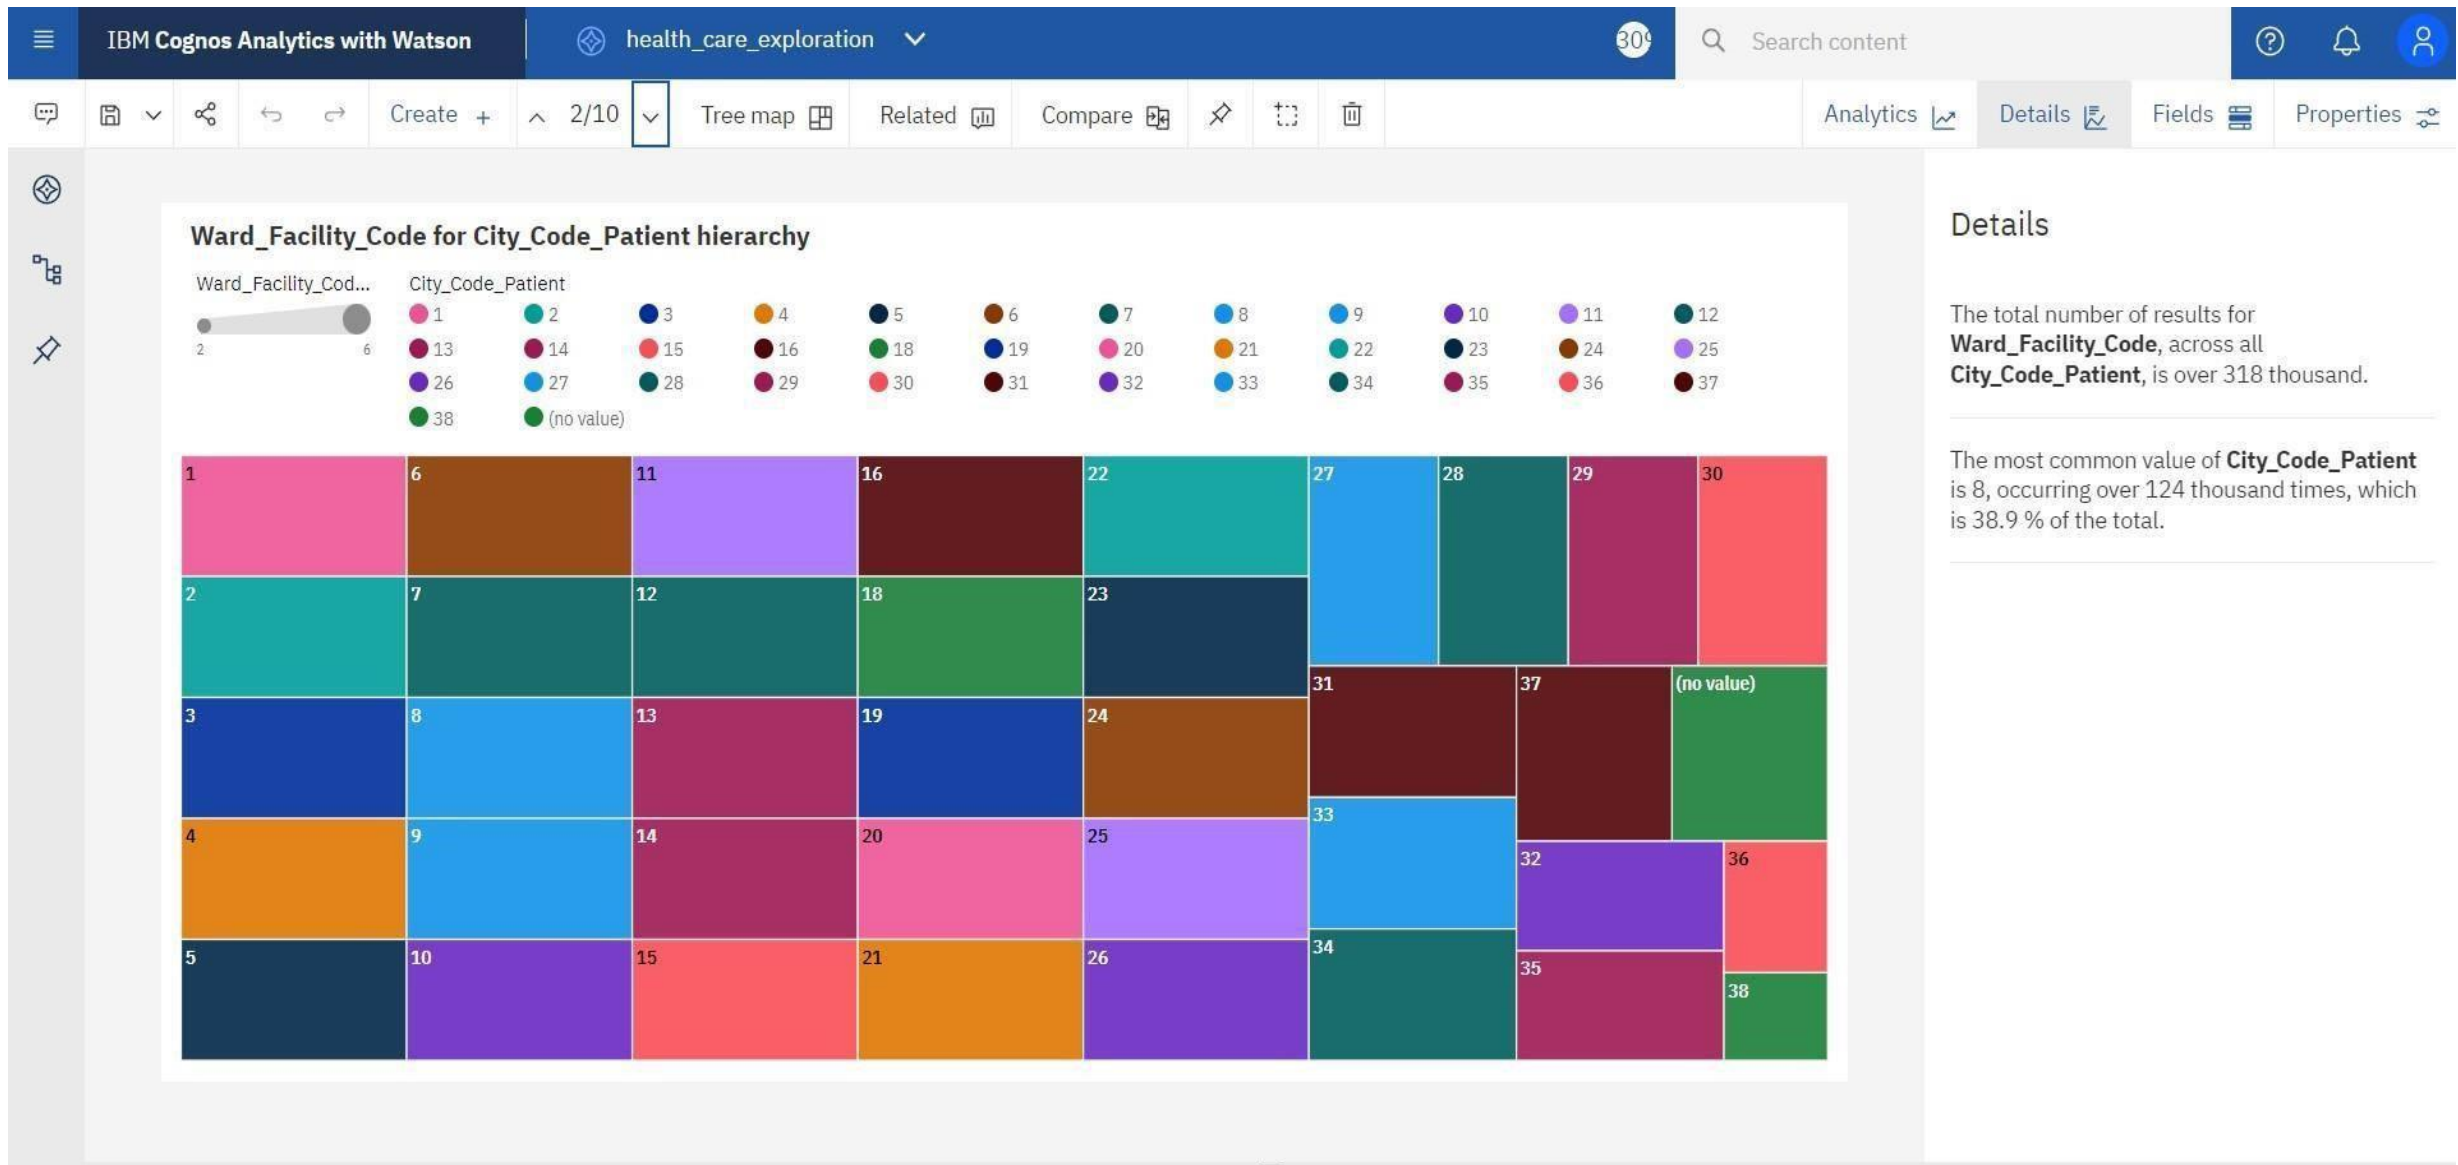 IBM Cognos Analytics with Watson
health_care_exploration
Search content
Create +
2/10
Tree map
Related
Compare
Analytics
Details
Fields
Properties
Ward_Facility_Code for City_Code_Patient hierarchy
Ward_Facility_Cod...
2 6
City_Code_Patient
1 2 3 4 5 6 7 8 9 10 11 12
13 14 15 16 18 19 20 21 22 23 24 25
26 27 28 29 30 31 32 33 34 35 36 37
38 (no value)
1 6 11 16 22 27 28 29 30
2 7 12 18 23
31 37 (no value)
3 8 13 19 24
33
4 9 14 20 25
32 36
34
5 10 15 21 26
35
38
Details
The total number of results for
Ward_Facility_Code, across all
City_Code_Patient, is over 318 thousand.
The most common value of City_Code_Patient
is 8, occurring over 124 thousand times, which
is 38.9 % of the total.